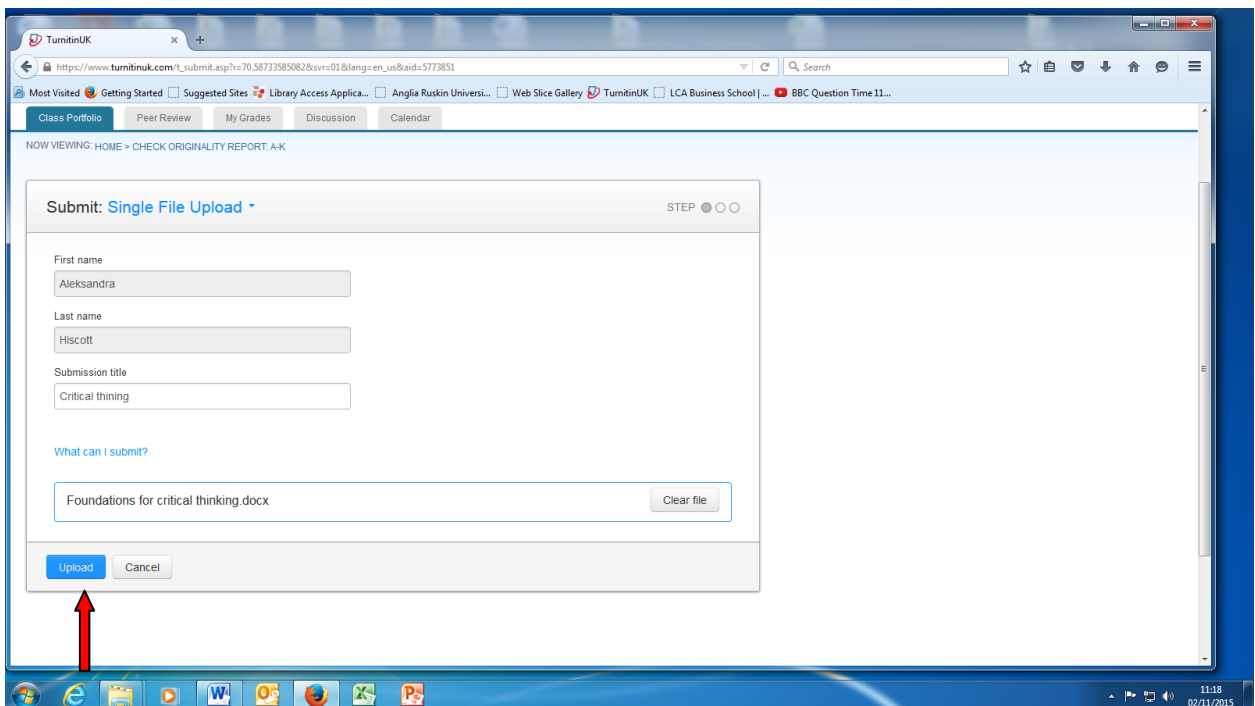 TurnitinUK
https://www.turnitinuk.com/t_submit.asp?r=70.58733585082&svr=01&lang=en_us&aid=5773851
Search
Most Visited Getting Started Suggested Sites Library Access Applica... Anglia Ruskin Universi... Web Slice Gallery TurnitinUK LCA Business School | ... BBC Question Time 11...
Class Portfolio Peer Review My Grades Discussion Calendar
NOW VIEWING: HOME > CHECK ORIGINALITY REPORT: A-K
Submit: Single File Upload STEP
First name
Aleksandra
Last name
Hiscott
Submission title
Critical thining
What can I submit?
Foundations for critical thinking.docx Clear file
Upload Cancel
11:18
02/11/2015